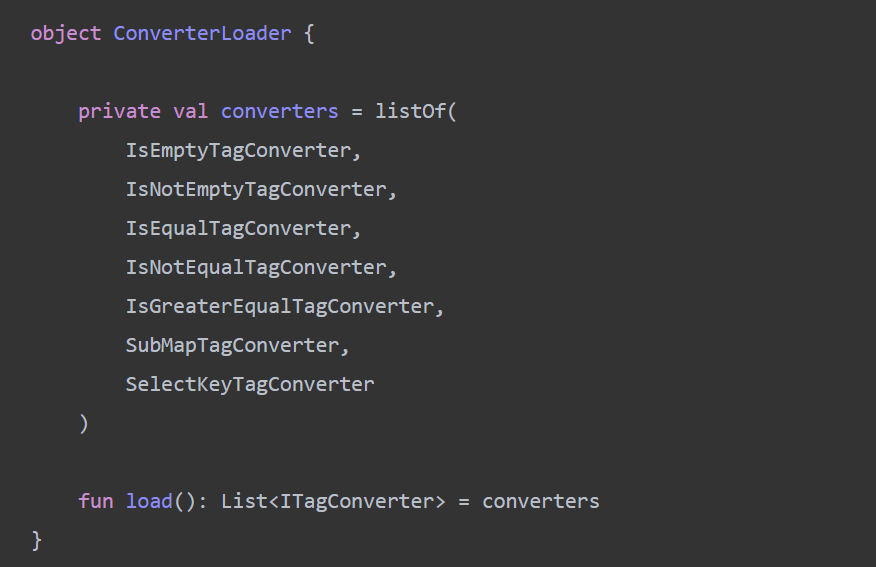 object ConverterLoader {
    private val converters = listOf(
        IsEmptyTagConverter,
        IsNotEmptyTagConverter,
        IsEqualTagConverter,
        IsNotEqualTagConverter,
        IsGreaterEqualTagConverter,
        SubMapTagConverter,
        SelectKeyTagConverter
    )
    fun load(): List<ITagConverter> = converters
}